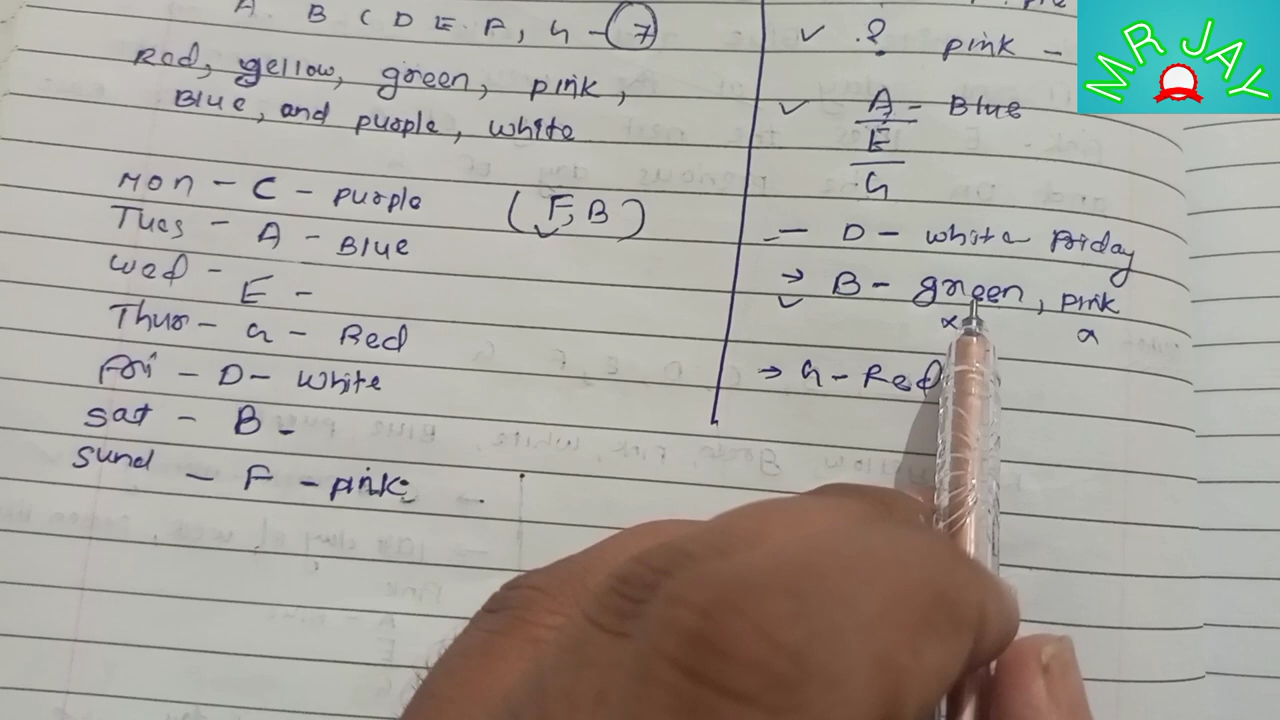 A. B C D E. F, G - 7
Red, yellow, green, pink,
Blue, and purple, white
Mon - C - purple (F, B)
Tues - A - Blue
Wed - E -
Thur - G - Red
Fri - D - white
Sat - B -
Sund - F - pink
? pink -
A - Blue
E
G
- D - white Friday
→ B - green, pink
x x
→ G - Red
MR JAY